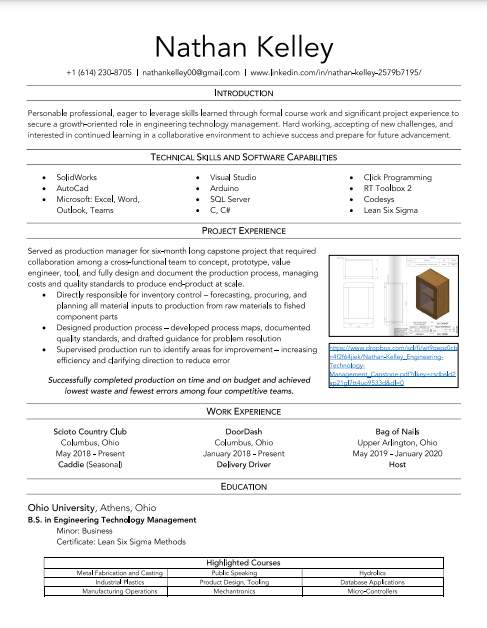 Nathan Kelley
+1 (614) 230-8705 | nathankelley00@gmail.com | www.linkedin.com/in/nathan-kelley-2579b7195/
INTRODUCTION
Personable professional, eager to leverage skills learned through formal course work and significant project experience to
secure a growth-oriented role in engineering technology management. Hard working, accepting of new challenges, and
interested in continued learning in a collaborative environment to achieve success and prepare for future advancement.
TECHNICAL SKILLS AND SOFTWARE CAPABILITIES
• SolidWorks
• AutoCad
• Microsoft: Excel, Word,
Outlook, Teams
• Visual Studio
• Arduino
• SQL Server
• C, C#
• Click Programming
• RT Toolbox 2
• Codesys
• Lean Six Sigma
PROJECT EXPERIENCE
Served as production manager for six-month long capstone project that required
collaboration among a cross-functional team to concept, prototype, value
engineer, tool, and fully design and document the production process, managing
costs and quality standards to produce end-product at scale.
• Directly responsible for inventory control – forecasting, procuring, and
planning all material inputs to production from raw materials to fished
component parts
• Designed production process – developed process maps, documented
quality standards, and drafted guidance for problem resolution
• Supervised production run to identify areas for improvement – increasing
efficiency and clarifying direction to reduce error
Successfully completed production on time and on budget and achieved
lowest waste and fewest errors among four competitive teams.
Technology-
WORK EXPERIENCE
Scioto Country Club
Columbus, Ohio
May 2018 - Present
Caddie (Seasonal)
DoorDash
Columbus, Ohio
January 2018 - Present
Delivery Driver
Bag of Nails
Upper Arlington, Ohio
May 2019 - January 2020
Host
EDUCATION
Ohio University, Athens, Ohio
B.S. in Engineering Technology Management
Minor: Business
Certificate: Lean Six Sigma Methods
Highlighted Courses
Metal Fabrication and Casting Public Speaking Hydrolics
Industrial Plastics Product Design, Tooling Database Applications
Manufacturing Operations Mechantronics Micro-Controllers